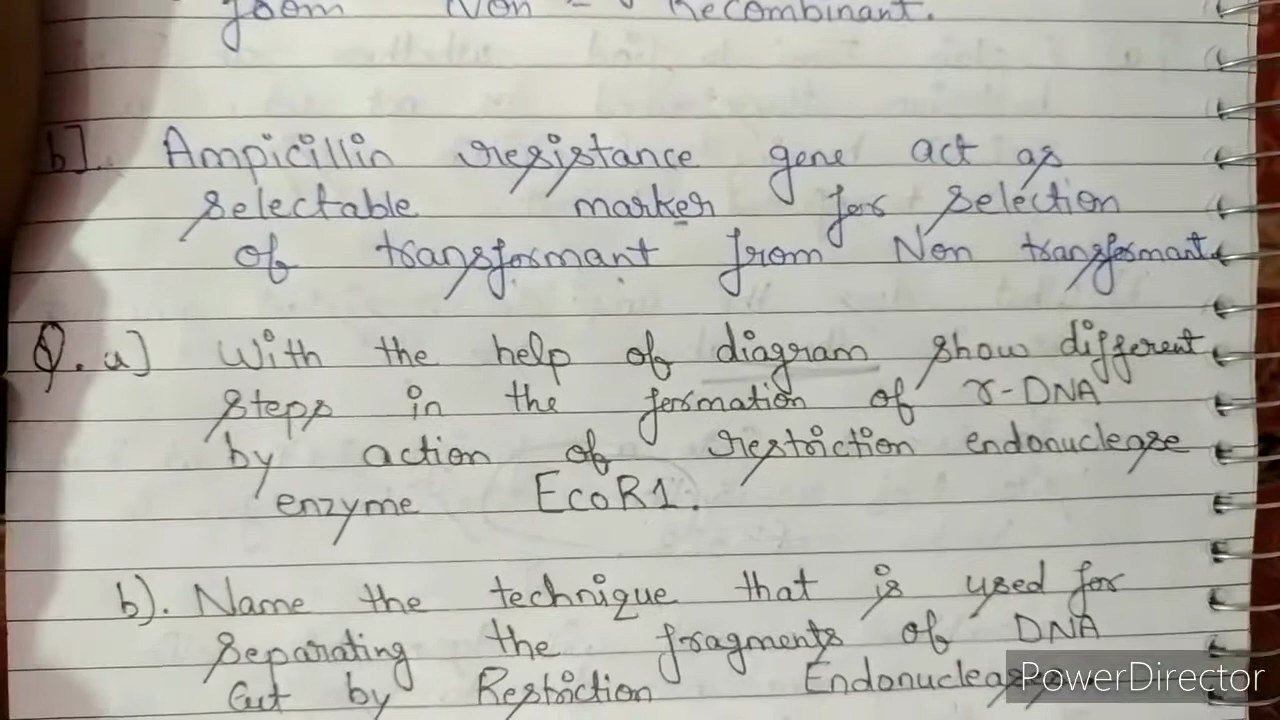 from Non - Recombinant.
b]. Ampicillin resistance gene act as
selectable marker for selection
of transformant from Non transformant.
Q. a] With the help of diagram show different
steps in the formation of r-DNA
by action of restriction endonuclease
enzyme EcoR1.
b). Name the technique that is used for
separating the fragments of DNA
Cut by Restriction Endonuclease
PowerDirector